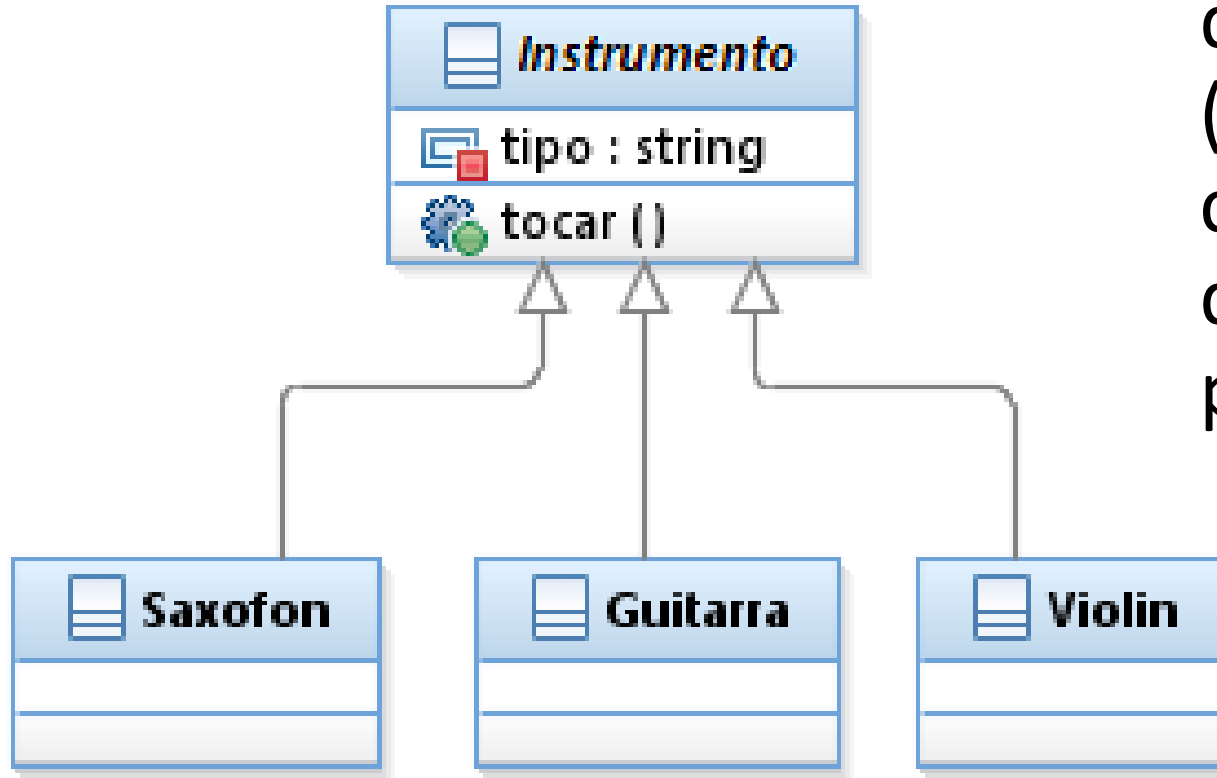 Instrumento
tipo : string
tocar ( )
Saxofon
Guitarra
Violin
(
p